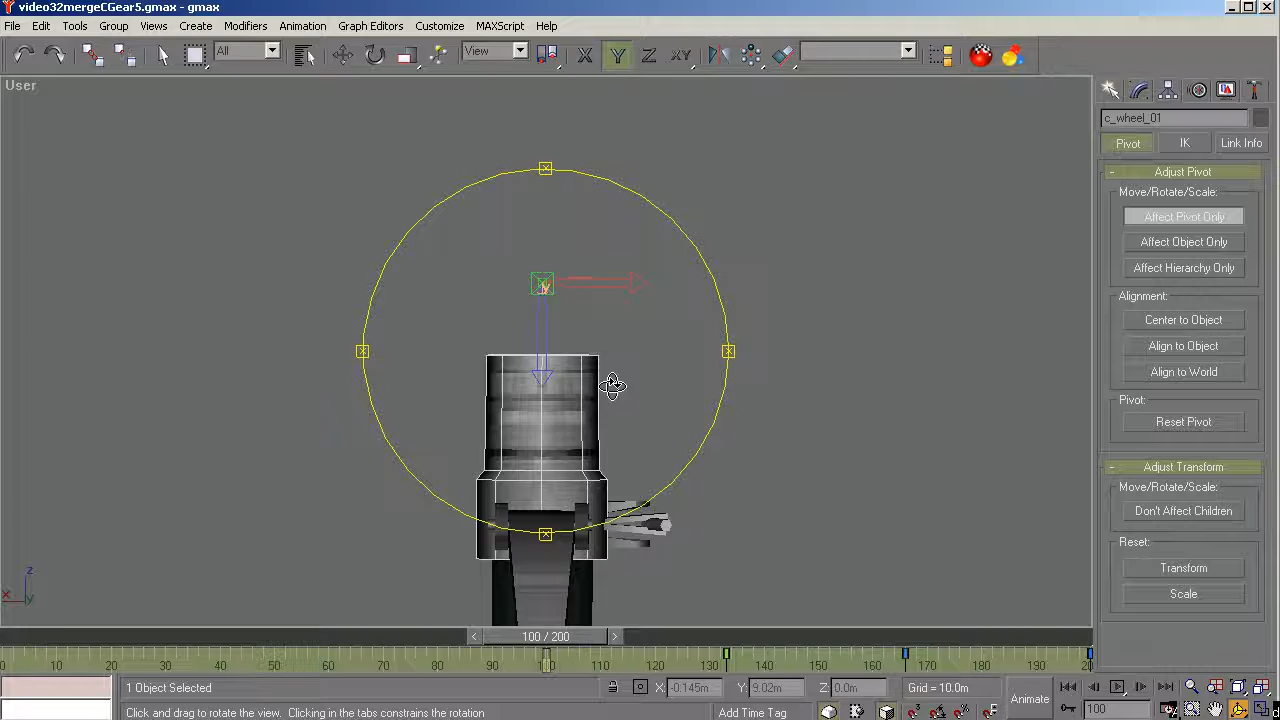 video32mergeCGear5.gmax - gmax
File Edit Tools Group Views Create Modifiers Animation Graph Editors Customize MAXScript Help
All View X Y Z XY
User
c_wheel_01
Pivot IK Link Info
- Adjust Pivot
Move/Rotate/Scale:
Affect Pivot Only
Affect Object Only
Affect Hierarchy Only
Alignment:
Center to Object
Align to Object
Align to World
Pivot:
Reset Pivot
- Adjust Transform
Move/Rotate/Scale:
Don't Affect Children
Reset:
Transform
Scale
z
x y
< 100 / 200 >
0 10 20 30 40 50 60 70 80 90 100 110 120 130 140 150 160 170 180 190
1 Object Selected X: -0.145m Y: 9.02m Z: 0.0m Grid = 10.0m Animate
Click and drag to rotate the view. Clicking in the tabs constrains the rotation Add Time Tag 100